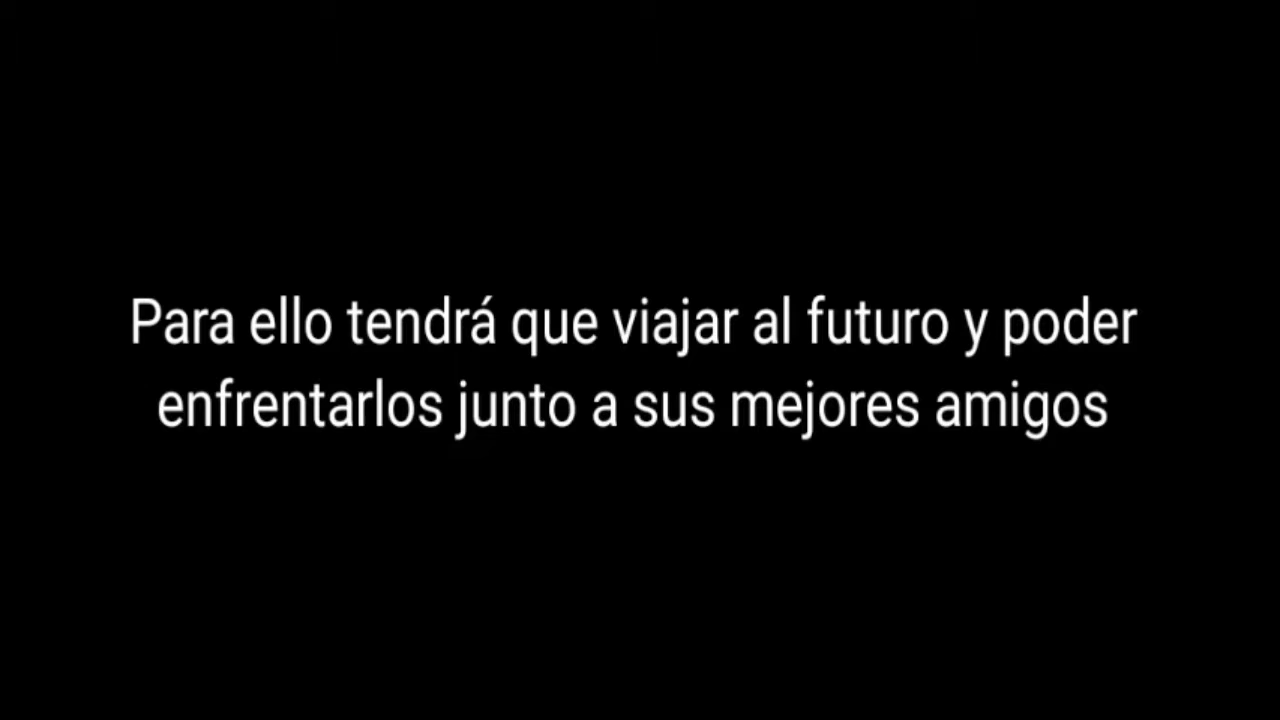 Para ello tendrá que viajar al futuro y poder
enfrentarlos junto a sus mejores amigos